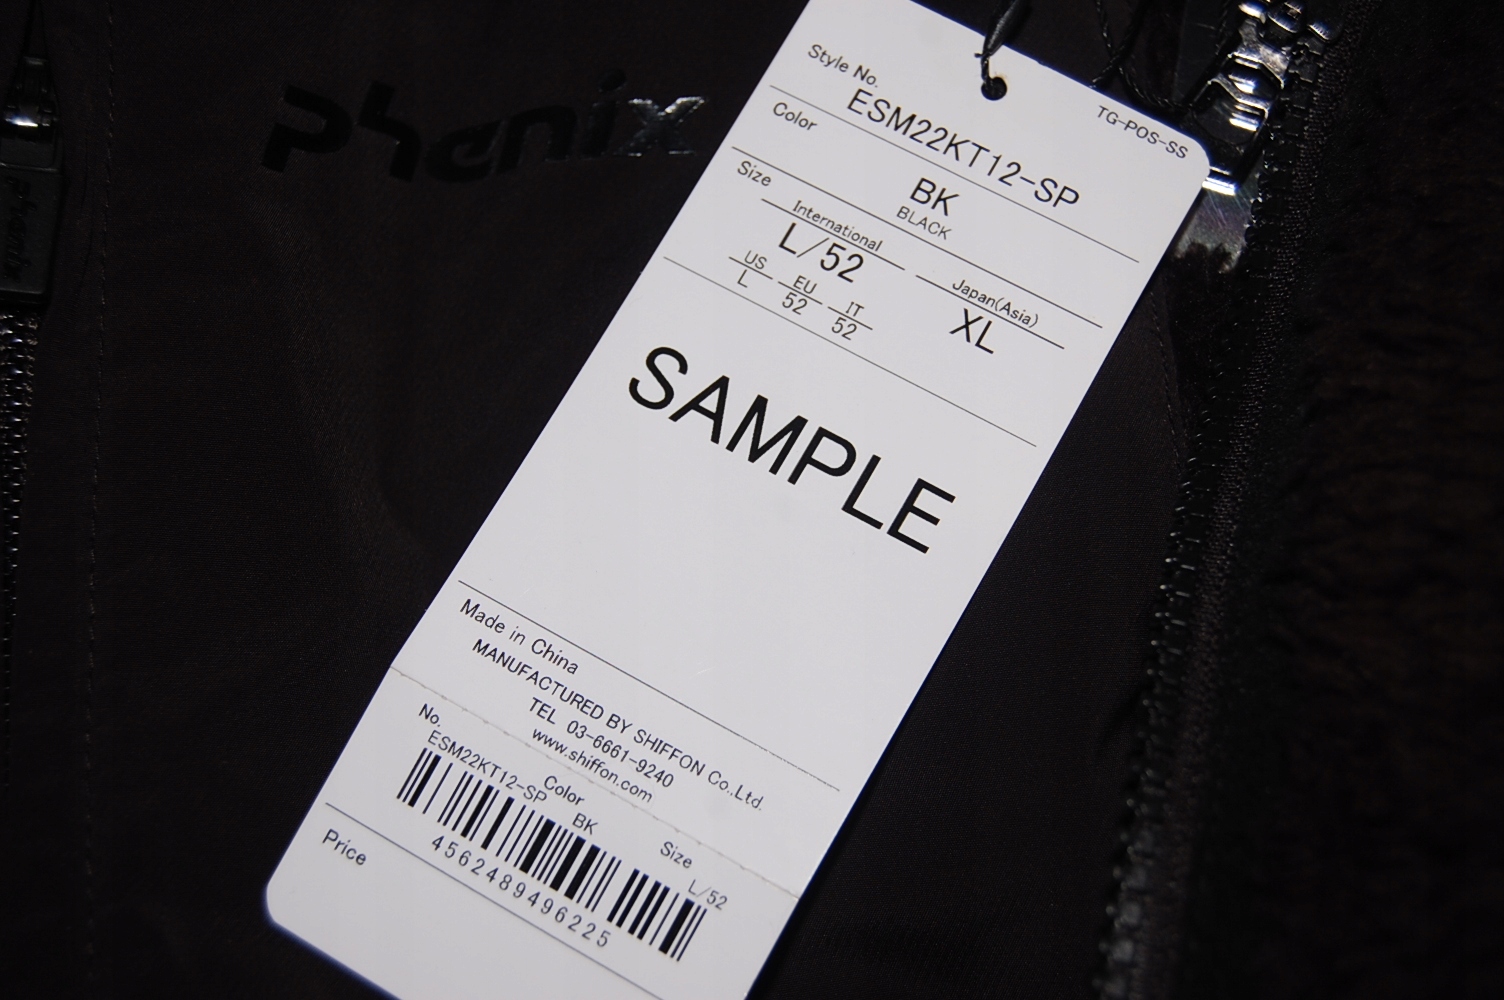 phenix
phenix
TG-POS-SS
Style No.
ESM22KT12-SP
Color
BK
BLACK
Size
International
L/52
US EU IT
L 52 52
Japan(Asia)
XL
SAMPLE
Made in China
MANUFACTURED BY SHIFFON Co.,Ltd.
TEL 03-6661-9240
www.shiffon.com
No.
ESM22KT12-SP
Color
BK
Size
L/52
4562489496225
Price